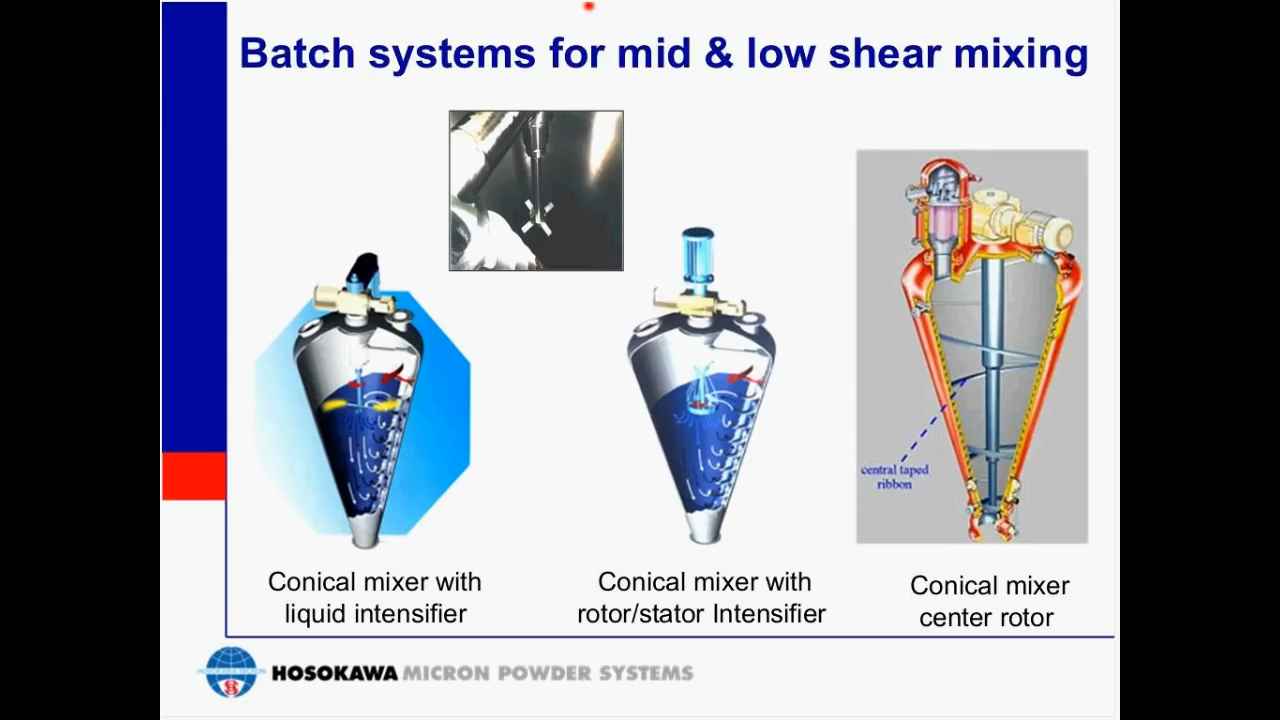 Batch systems for mid & low shear mixing
central taped
ribbon
Conical mixer with
liquid intensifier
Conical mixer with
rotor/stator Intensifier
Conical mixer
center rotor
HOSOKAWA MICRON POWDER SYSTEMS